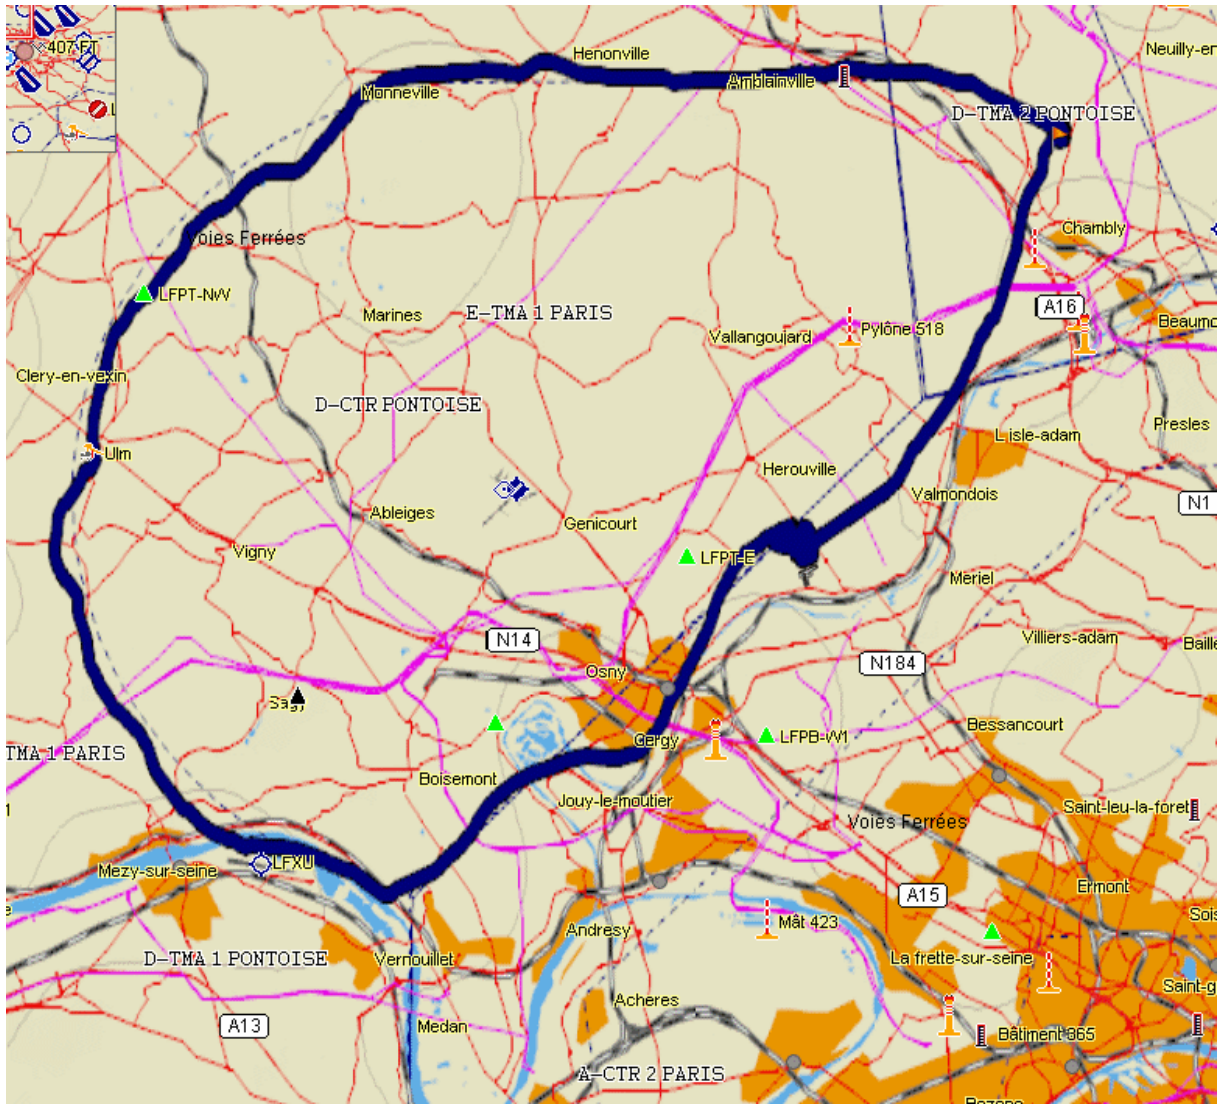 407 FT
Henonville
Neuilly-en
Monneville
Amblainville
D-TMA 2 PONTOISE
Voies Ferrées
Chambly
LFPT-NW
E-TMA 1 PARIS
A16
Marines
Vallangoujard
Pylône 518
Beaumo
Clery-en-vexin
D-CTR PONTOISE
L isle-adam
Presles
Ulm
Herouville
Valmondois
N1
Ableiges
Genicourt
Vigny
LFPT-E
Meriel
N14
Villiers-adam
Baille
Osny
N184
Sagy
Bessancourt
TMA 1 PARIS
Cergy
LFPB-W1
Boisemont
Jouy-le-moutier
Saint-leu-la-foret
Voies Ferrées
Mezy-sur-seine
LFXU
A15
Ermont
Andresy
Mât 423
Sois
D-TMA 1 PONTOISE
Vernouillet
La frette-sur-seine
Saint-g
Acheres
A13
Medan
Bâtiment 365
A-CTR 2 PARIS